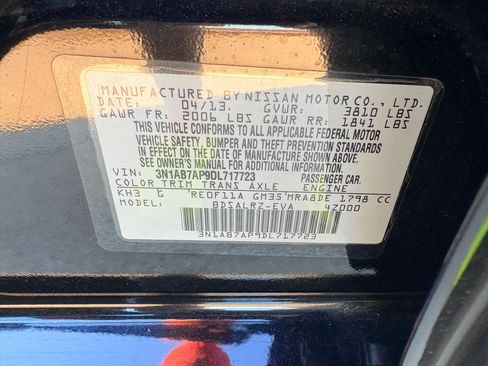 MANUFACTURED BY NISSAN MOTOR CO., LTD.
DATE: 04/13. GVWR: 3810 LBS
GAWR FR: 2006 LBS GAWR RR: 1841 LBS
THIS VEHICLE CONFORMS TO ALL APPLICABLE FEDERAL MOTOR
VEHICLE SAFETY, BUMPER, AND THEFT PREVENTION STANDARDS
IN EFFECT ON THE DATE OF MANUFACTURE SHOWN ABOVE.
SEE OWNER'S MANUAL FOR ADDITIONAL INFORMATION.
VIN: 3N1AB7AP9DL717723 PASSENGER CAR.
COLOR TRIM TRANS AXLE ENGINE
KH3 G RE0F11A GH35 MRA8DE 1798 CC
BDSALRZ-EVA 4Z000
3N1AB7AP9DL717723